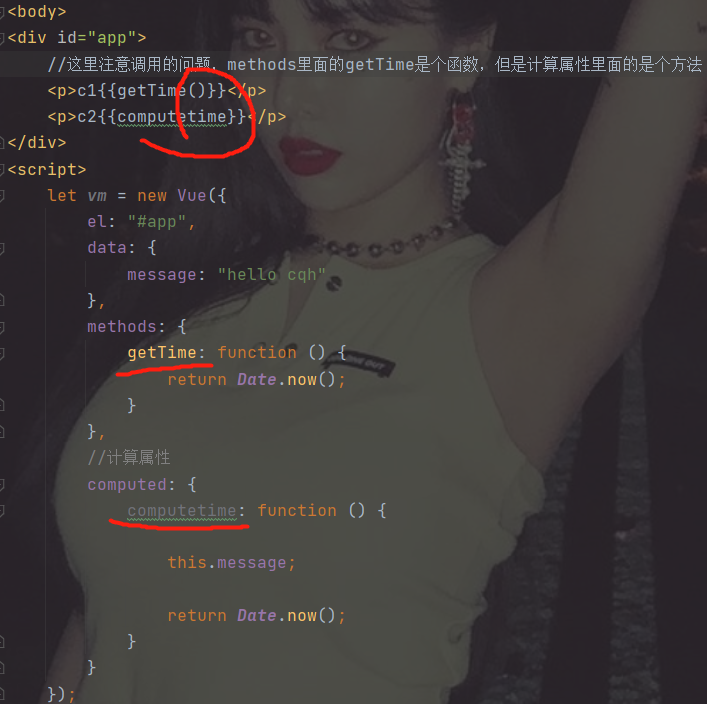 <body>
<div id="app">
//这里注意调用的问题，methods里面的getTime是个函数，但是计算属性里面的是个方法
<p>c1{{getTime()}}</p>
<p>c2{{computetime}}</p>
</div>
<script>
let vm = new Vue({
el: "#app",
data: {
message: "hello cqh"
},
methods: {
getTime: function () {
return Date.now();
}
},
//计算属性
computed: {
computetime: function () {
this.message;
return Date.now();
}
}
});